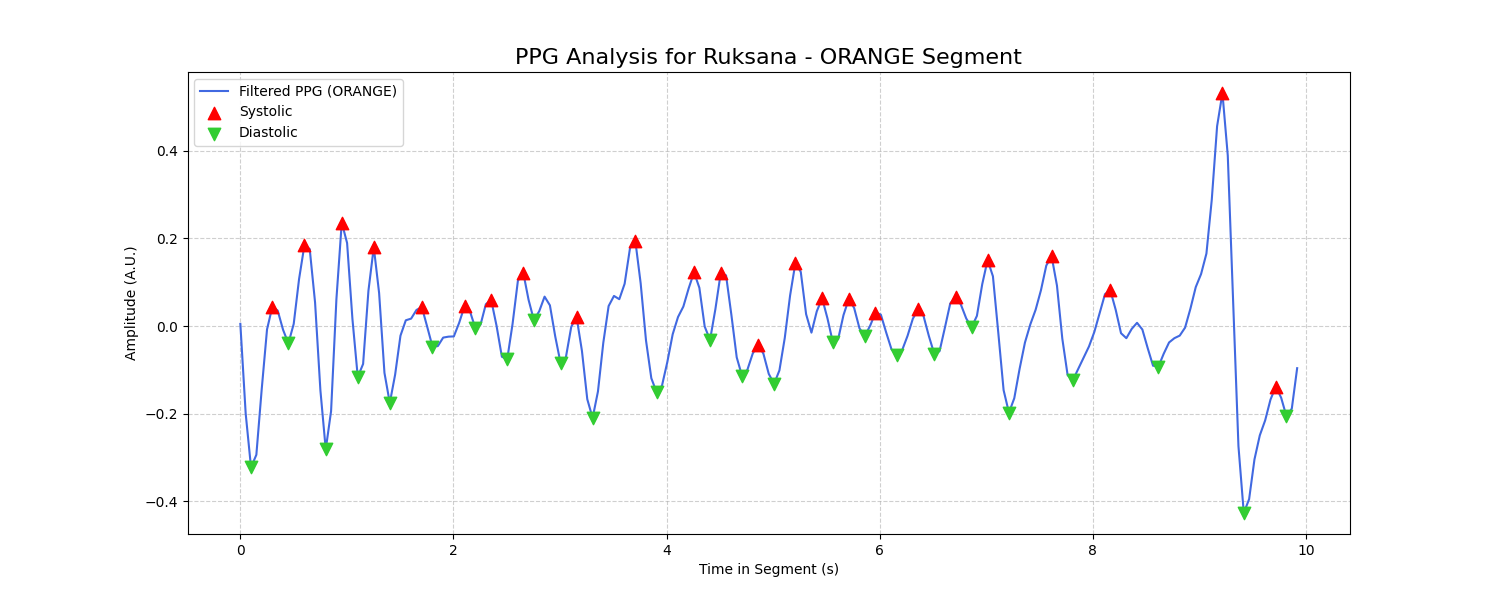 PPG Analysis for Ruksana - ORANGE Segment
Filtered PPG (ORANGE)
Systolic
Diastolic
Amplitude (A.U.)
0.4
0.2
0.0
−0.2
−0.4
0 2 4 6 8 10
Time in Segment (s)